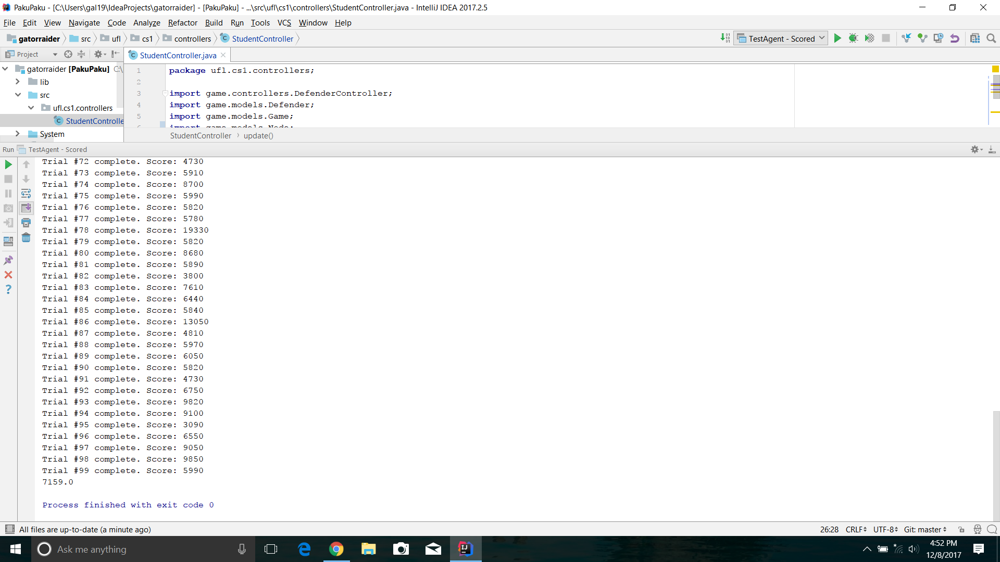 PakuPaku - [C:\Users\gal19\IdeaProjects\gatorraider] - [PakuPaku] - ...\src\ufl\cs1\controllers\StudentController.java - IntelliJ IDEA 2017.2.5
File Edit View Navigate Code Analyze Refactor Build Run Tools VCS Window Help
gatorraider src ufl cs1 controllers StudentController TestAgent - Scored
Project StudentController.java
gatorraider [PakuPaku] C:\
lib
src
ufl.cs1.controllers
StudentControlle
System
1 package ufl.cs1.controllers;
2
3 import game.controllers.DefenderController;
4 import game.models.Defender;
5 import game.models.Game;
6 import game.models.Node;
StudentController update()
Run TestAgent - Scored
Trial #72 complete. Score: 4730
Trial #73 complete. Score: 5910
Trial #74 complete. Score: 8700
Trial #75 complete. Score: 5990
Trial #76 complete. Score: 5820
Trial #77 complete. Score: 5780
Trial #78 complete. Score: 19330
Trial #79 complete. Score: 5820
Trial #80 complete. Score: 8680
Trial #81 complete. Score: 5890
Trial #82 complete. Score: 3800
Trial #83 complete. Score: 7610
Trial #84 complete. Score: 6440
Trial #85 complete. Score: 5840
Trial #86 complete. Score: 13050
Trial #87 complete. Score: 4810
Trial #88 complete. Score: 5970
Trial #89 complete. Score: 6050
Trial #90 complete. Score: 5820
Trial #91 complete. Score: 4730
Trial #92 complete. Score: 6750
Trial #93 complete. Score: 9820
Trial #94 complete. Score: 9100
Trial #95 complete. Score: 3090
Trial #96 complete. Score: 6550
Trial #97 complete. Score: 9050
Trial #98 complete. Score: 9850
Trial #99 complete. Score: 5990
7159.0
Process finished with exit code 0
All files are up-to-date (a minute ago) 26:28 CRLF UTF-8 Git: master
Ask me anything
4:52 PM
12/8/2017